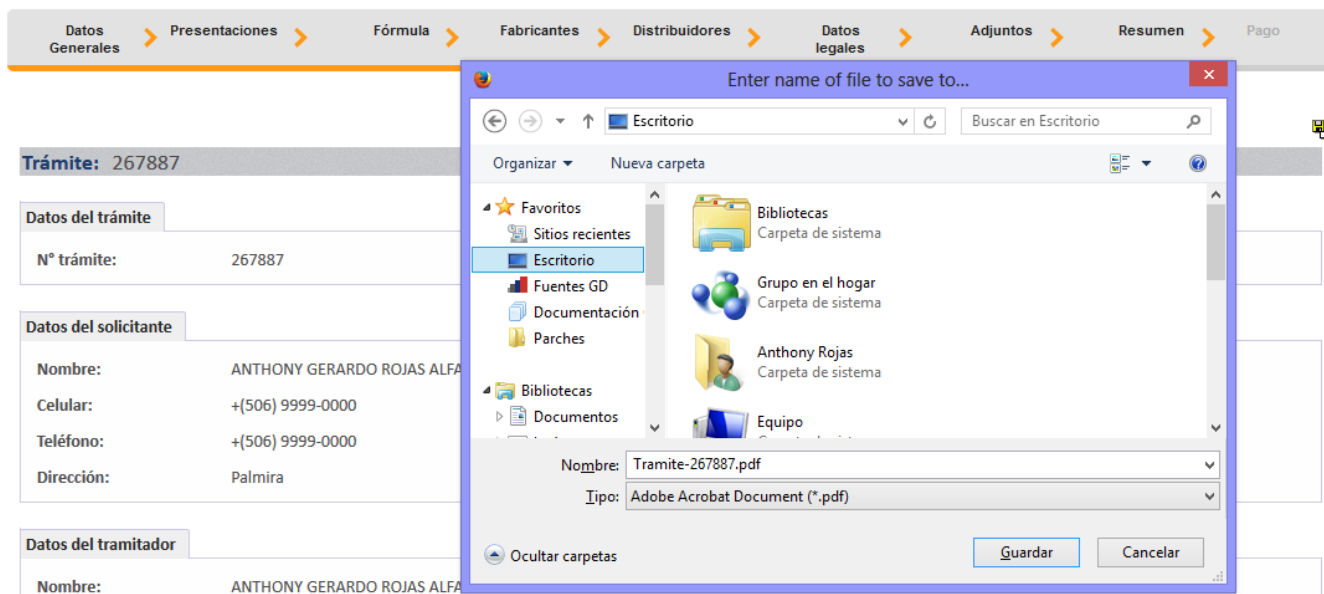 Datos Generales
Presentaciones
Fórmula
Fabricantes
Distribuidores
Datos legales
Adjuntos
Resumen
Pago
Trámite: 267887
Datos del trámite
Nº trámite: 267887
Datos del solicitante
Nombre: ANTHONY GERARDO ROJAS ALFA
Celular: +(506) 9999-0000
Teléfono: +(506) 9999-0000
Dirección: Palmira
Datos del tramitador
Nombre: ANTHONY GERARDO ROJAS ALFA
Enter name of file to save to...
Escritorio
Buscar en Escritorio
Organizar
Nueva carpeta
Favoritos
Sitios recientes
Escritorio
Fuentes GD
Documentación
Parches
Bibliotecas
Documentos
Bibliotecas
Carpeta de sistema
Grupo en el hogar
Carpeta de sistema
Anthony Rojas
Carpeta de sistema
Equipo
Nombre: Tramite-267887.pdf
Tipo: Adobe Acrobat Document (*.pdf)
Ocultar carpetas
Guardar
Cancelar